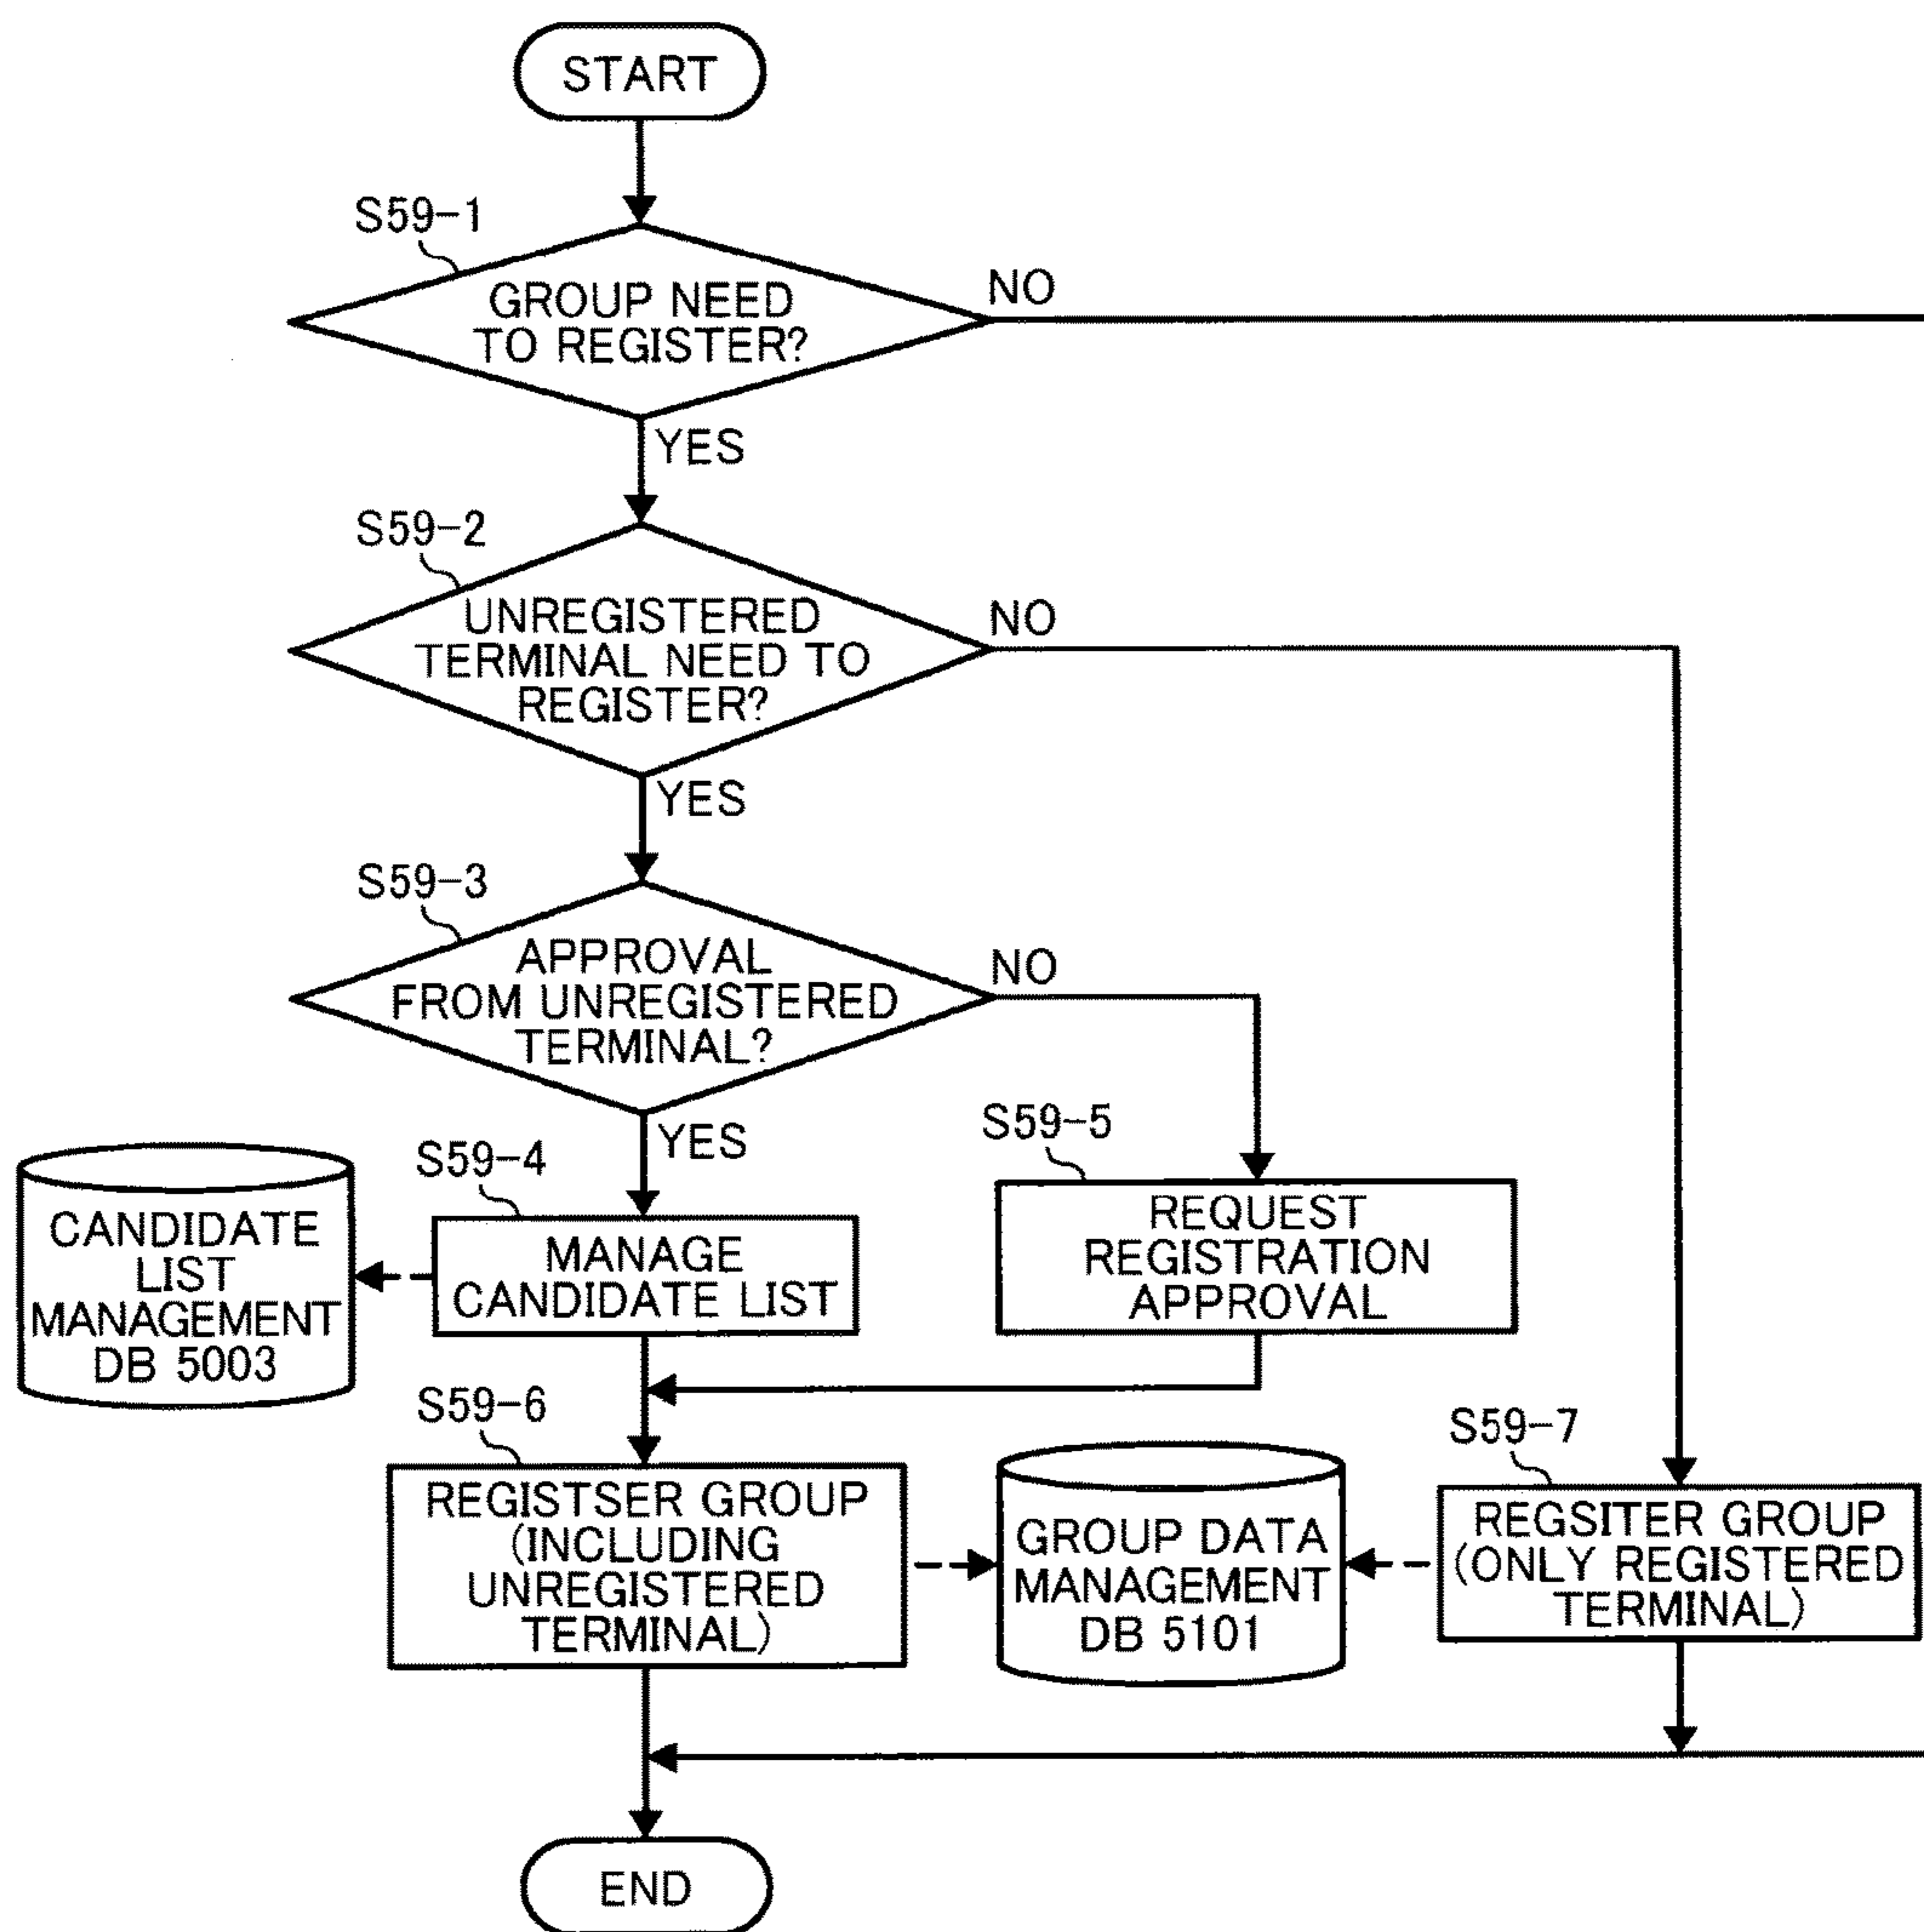 START
S59-1
GROUP NEED
TO REGISTER?
NO
YES
S59-2
UNREGISTERED
TERMINAL NEED TO
REGISTER?
NO
YES
S59-3
APPROVAL
FROM UNREGISTERED
TERMINAL?
NO
YES
S59-4
MANAGE
CANDIDATE LIST
CANDIDATE
LIST
MANAGEMENT
DB 5003
S59-5
REQUEST
REGISTRATION
APPROVAL
S59-6
REGISTSER GROUP
(INCLUDING
UNREGISTERED
TERMINAL)
GROUP DATA
MANAGEMENT
DB 5101
S59-7
REGSITER GROUP
(ONLY REGISTERED
TERMINAL)
END